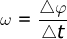 ω = △φ / △t